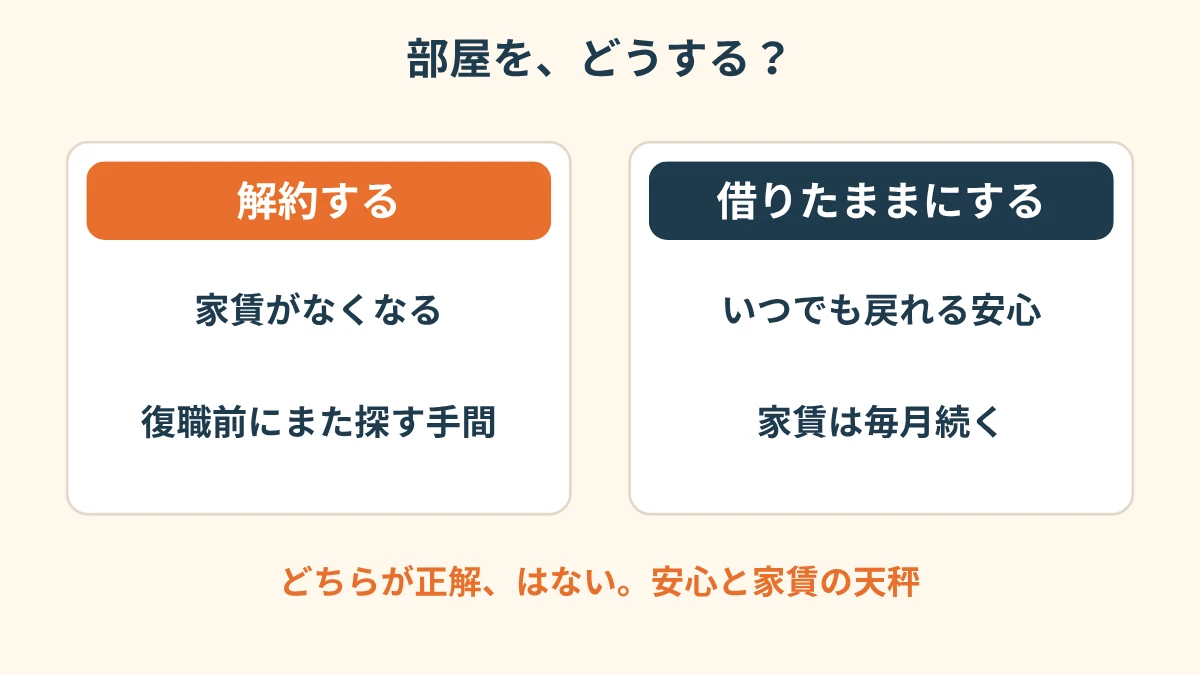 部屋を、どうする？
解約する
家賃がなくなる
復職前にまた探す手間
借りたままにする
いつでも戻れる安心
家賃は毎月続く
どちらが正解、はない。安心と家賃の天秤